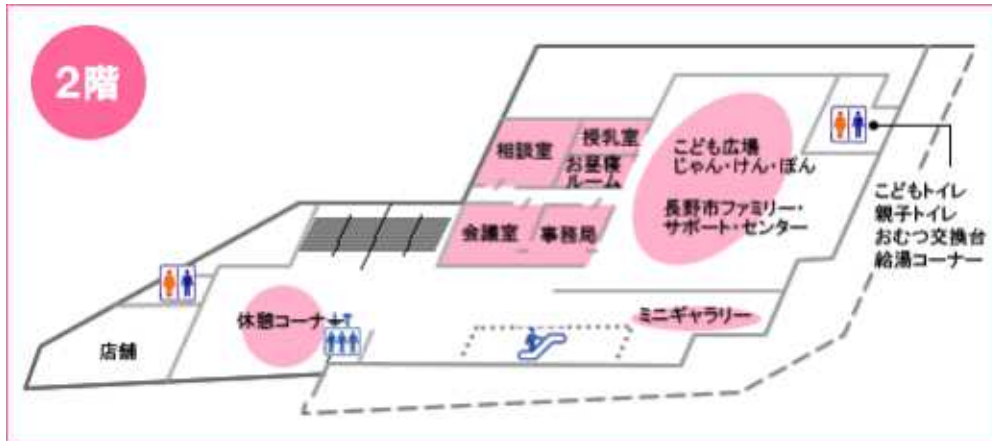 2階
相談室
授乳室
お昼寝
ルーム
会議室
事務局
こども広場
じゃん・けん・ぽん
長野市ファミリー・
サポート・センター
こどもトイレ
親子トイレ
おむつ交換台
給湯コーナー
休憩コーナー
ミニギャラリー
店舗